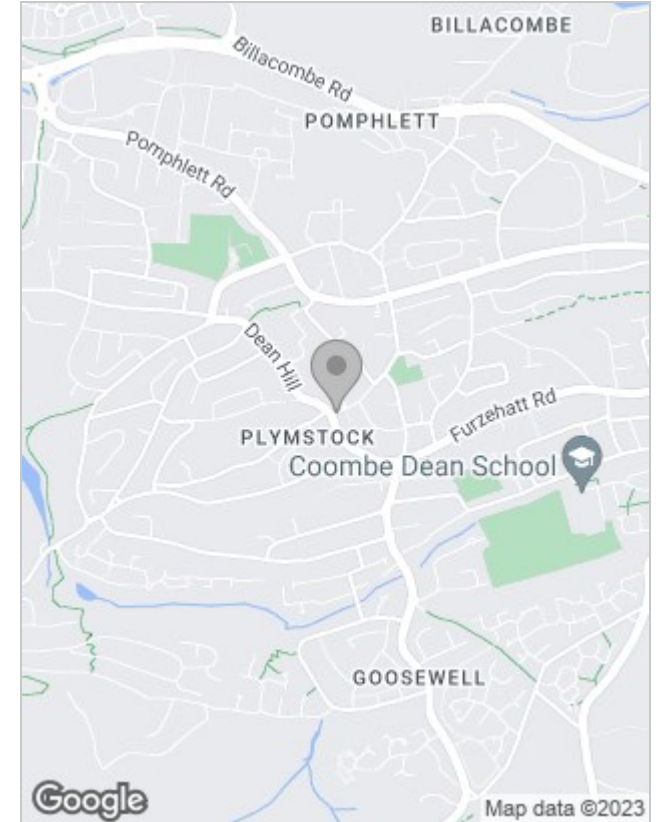 BILLACOMBE
Billacombe Rd
POMPHLETT
Pomphlett Rd
Dean Hill
PLYMSTOCK
Furzehatt Rd
Coombe Dean School
GOOSEWELL
Google
Map data ©2023